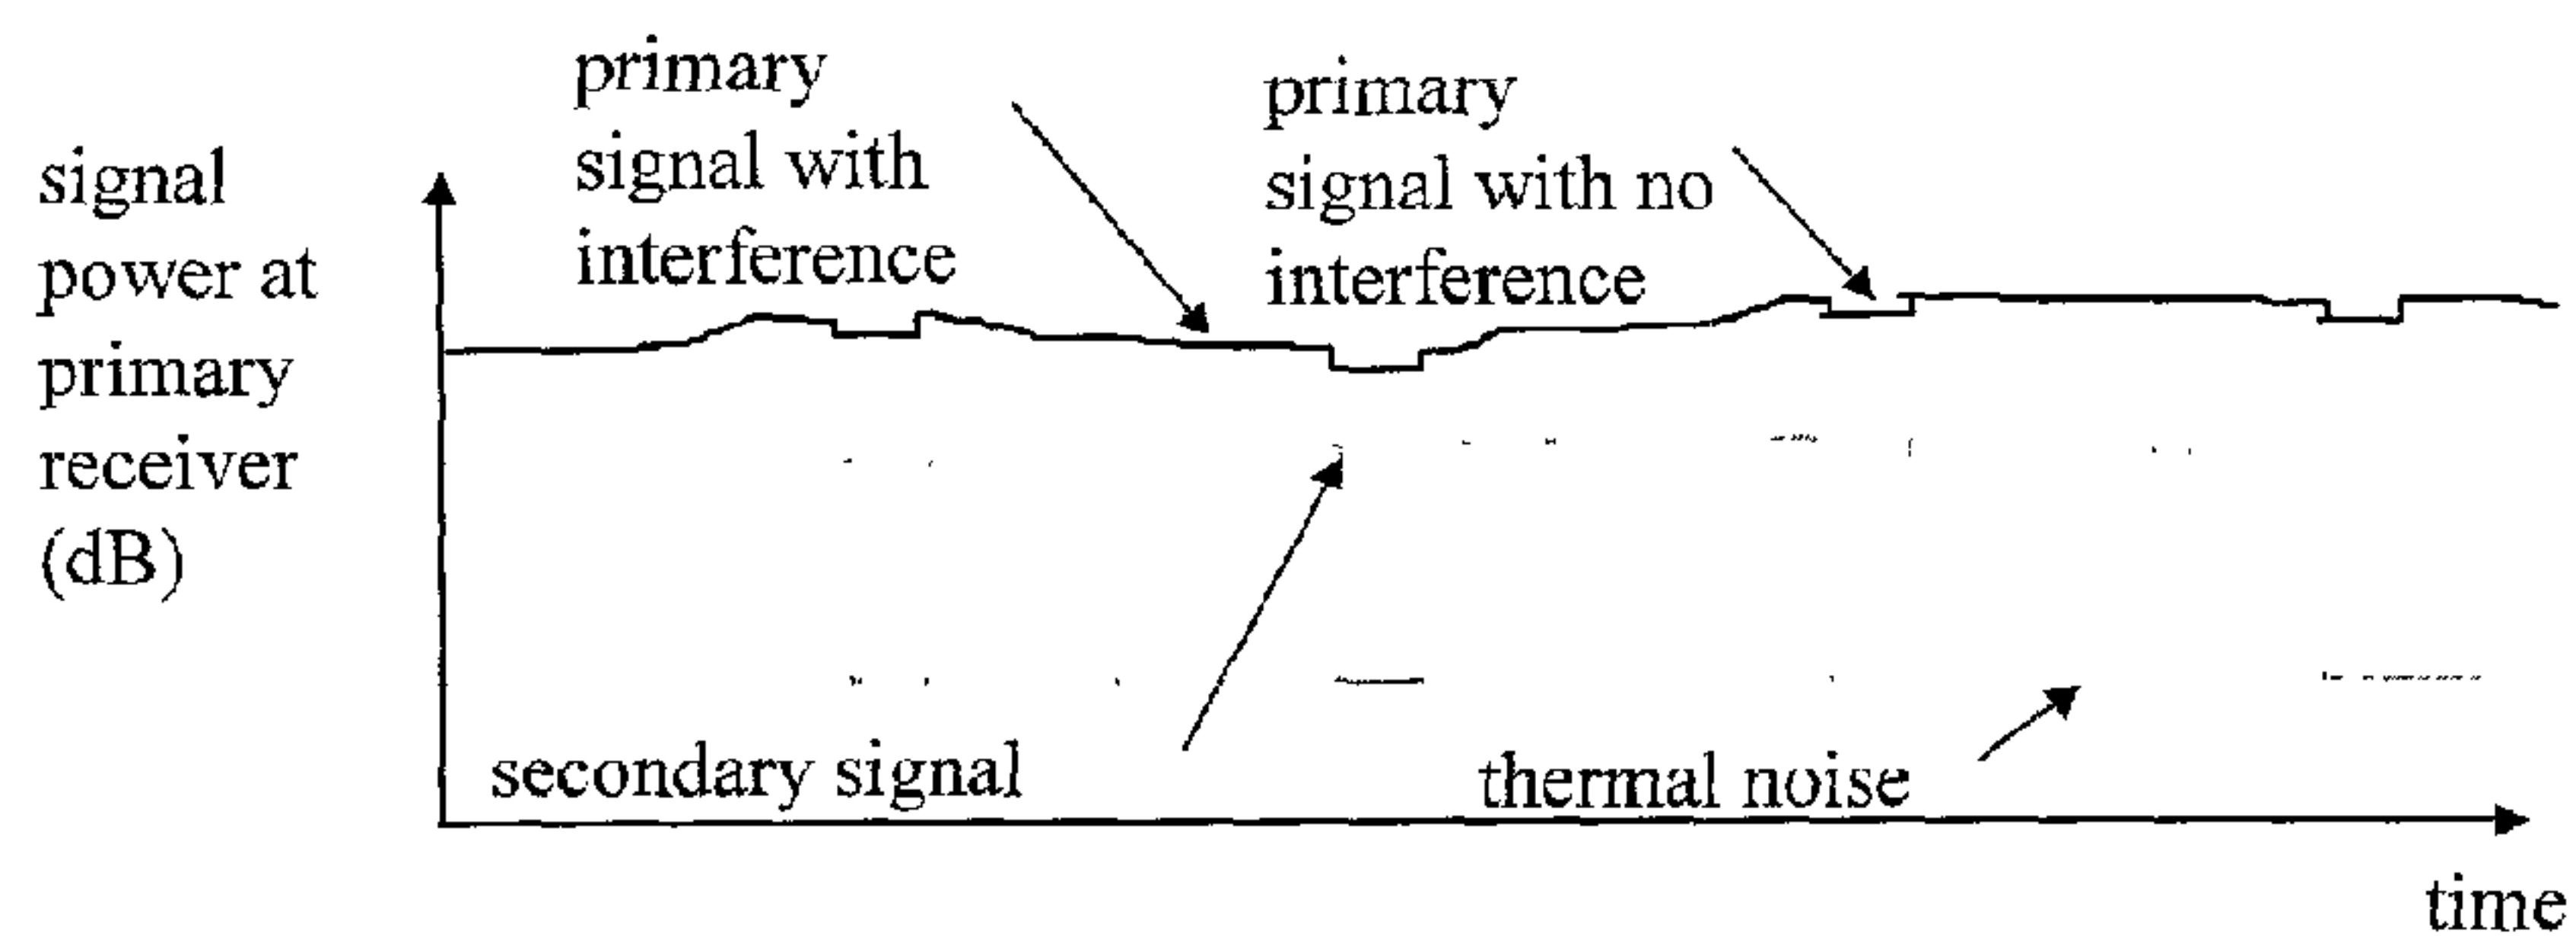 signal
power at
primary
receiver
(dB)
primary
signal with
interference
primary
signal with no
interference
secondary signal
thermal noise
time